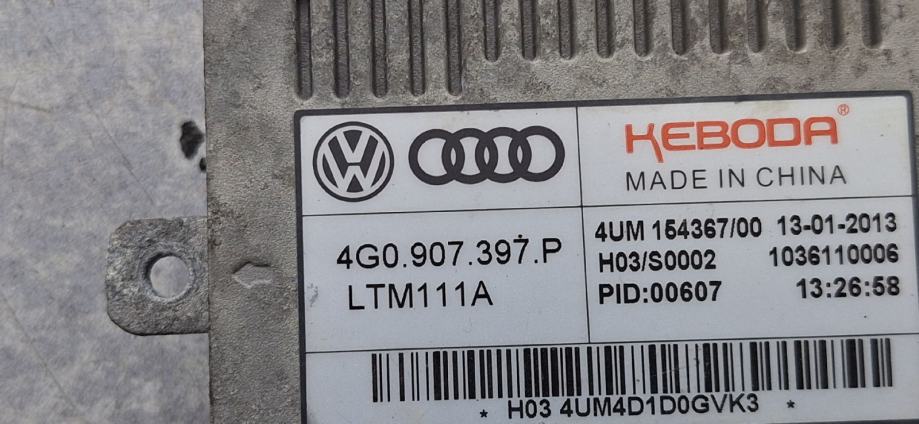 KEBODA®
MADE IN CHINA
4G0.907.397.P
LTM111A
4UM 154367/00 13-01-2013
H03/S0002 1036110006
PID:00607 13:26:58
* H03 4UM4D1D0GVK3 *